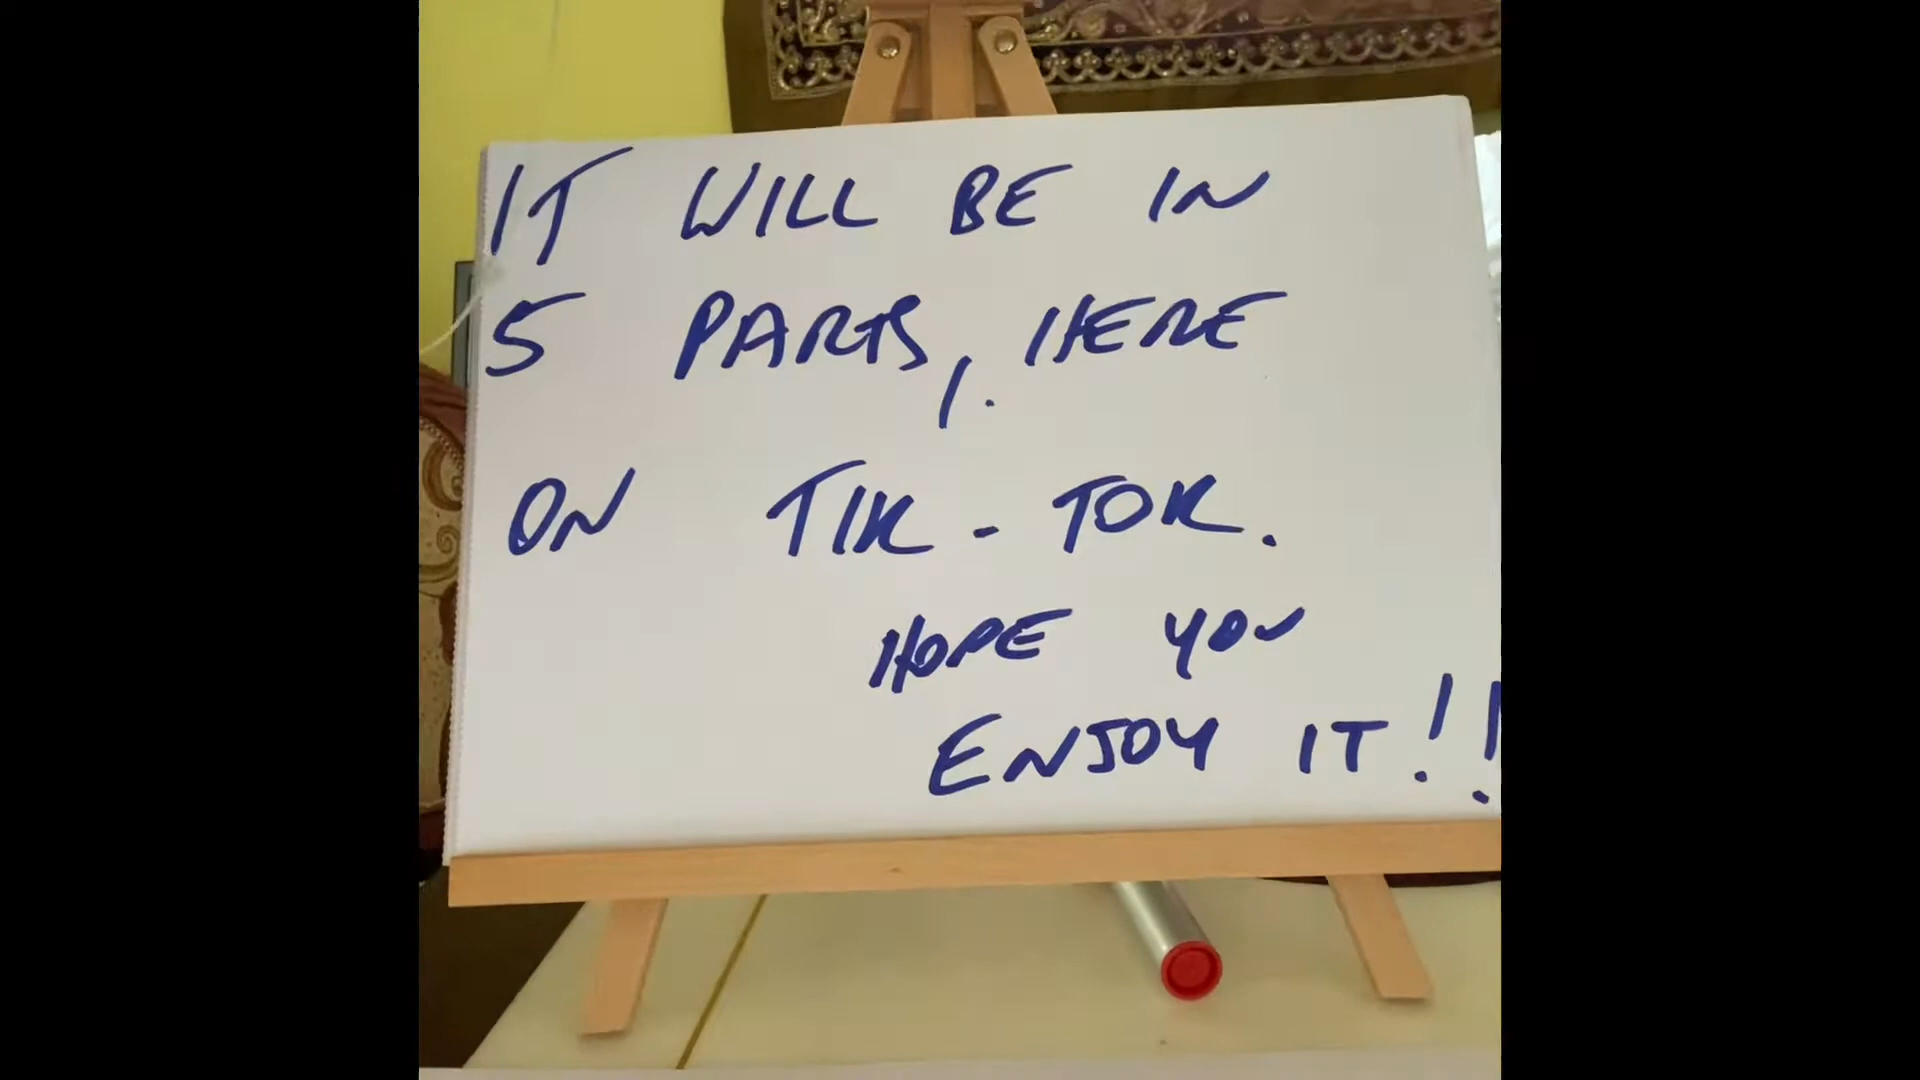 IT WILL BE IN
5 PARTS, HERE
ON TIK-TOK.
HOPE YOU
ENJOY IT!!